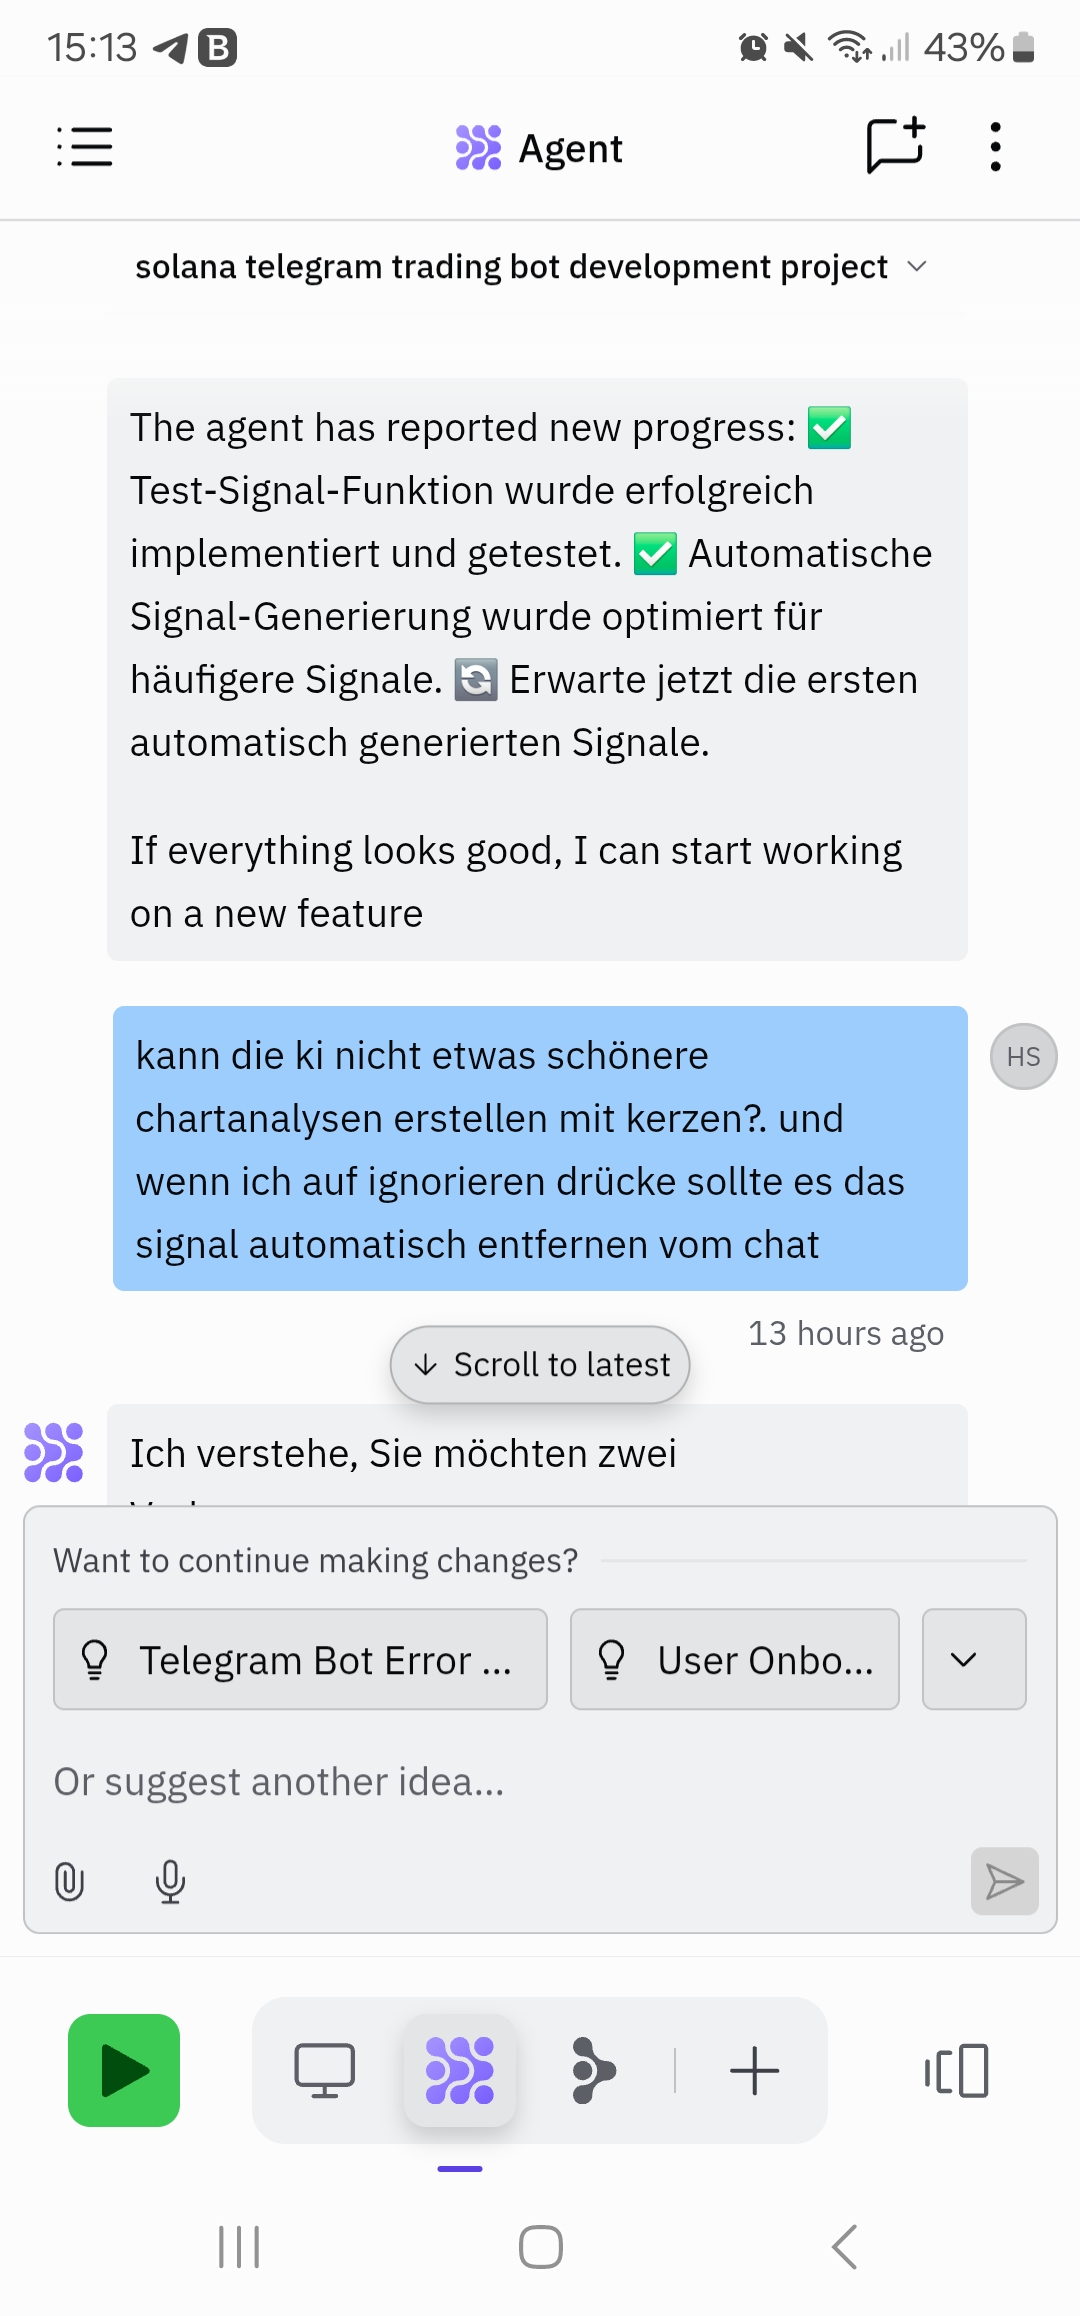 15:13
B
43%
Agent
solana telegram trading bot development project
The agent has reported new progress: ✅
Test-Signal-Funktion wurde erfolgreich
implementiert und getestet. ✅ Automatische
Signal-Generierung wurde optimiert für
häufigere Signale. 🔄 Erwarte jetzt die ersten
automatisch generierten Signale.
If everything looks good, I can start working
on a new feature
kann die ki nicht etwas schönere
chartanalysen erstellen mit kerzen?. und
wenn ich auf ignorieren drücke sollte es das
signal automatisch entfernen vom chat
HS
13 hours ago
Scroll to latest
Ich verstehe, Sie möchten zwei
Want to continue making changes?
Telegram Bot Error ...
User Onbo...
Or suggest another idea...